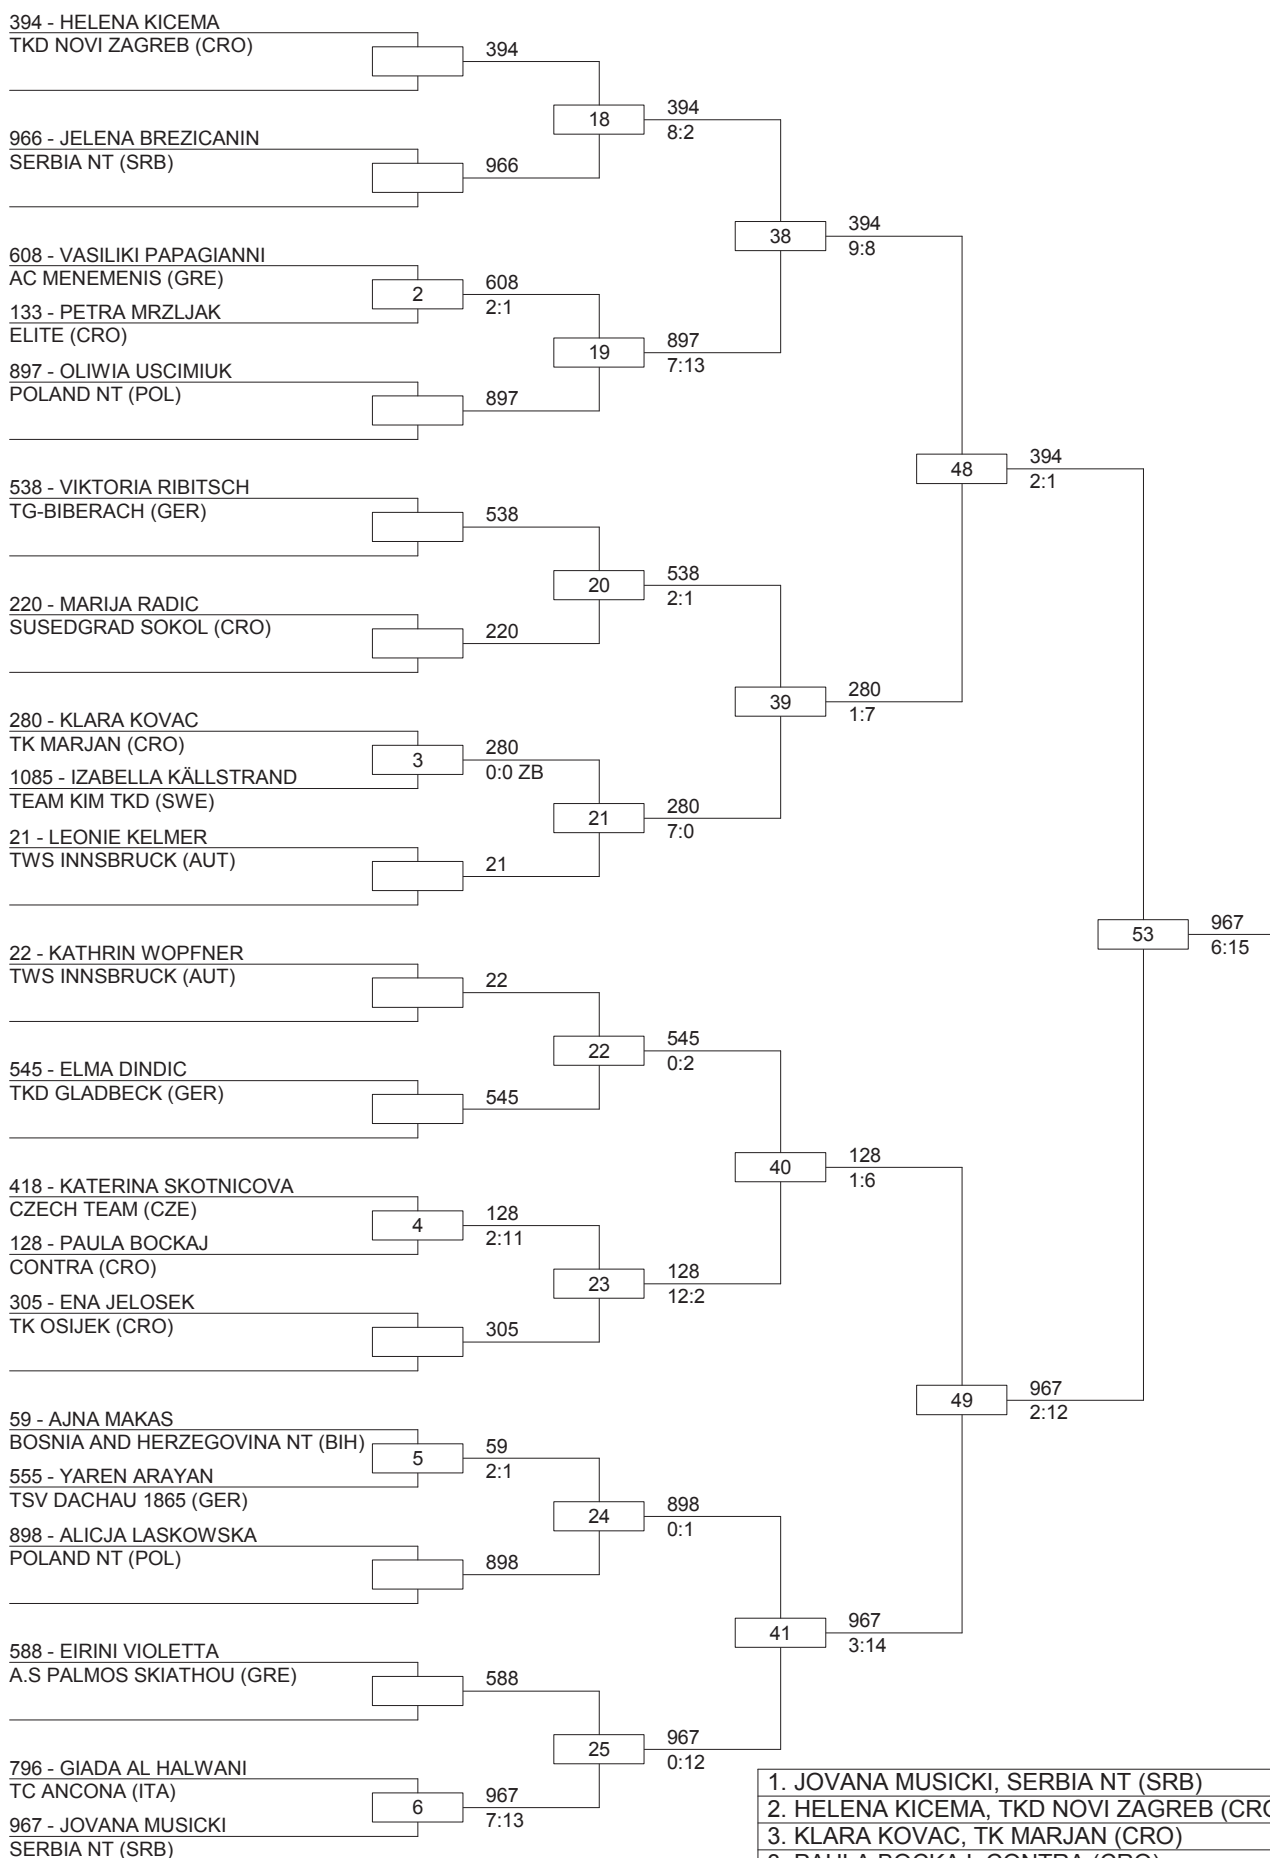 394 - HELENA KICEMA
TKD NOVI ZAGREB (CRO)
394
18
394
8:2
966 - JELENA BREZICANIN
SERBIA NT (SRB)
966
38
394
9:8
608 - VASILIKI PAPAGIANNI
AC MENEMENIS (GRE)
2
608
2:1
133 - PETRA MRZLJAK
ELITE (CRO)
19
897
7:13
897 - OLIWIA USCIMIUK
POLAND NT (POL)
897
48
394
2:1
538 - VIKTORIA RIBITSCH
TG-BIBERACH (GER)
538
20
538
2:1
220 - MARIJA RADIC
SUSEDGRAD SOKOL (CRO)
220
39
280
1:7
280 - KLARA KOVAC
TK MARJAN (CRO)
3
280
0:0 ZB
1085 - IZABELLA KÄLLSTRAND
TEAM KIM TKD (SWE)
21
280
7:0
21 - LEONIE KELMER
TWS INNSBRUCK (AUT)
21
53
967
6:15
22 - KATHRIN WOPFNER
TWS INNSBRUCK (AUT)
22
22
545
0:2
545 - ELMA DINDIC
TKD GLADBECK (GER)
545
40
128
1:6
418 - KATERINA SKOTNICOVA
CZECH TEAM (CZE)
4
128
2:11
128 - PAULA BOCKAJ
CONTRA (CRO)
23
128
12:2
305 - ENA JELOSEK
TK OSIJEK (CRO)
305
49
967
2:12
59 - AJNA MAKAS
BOSNIA AND HERZEGOVINA NT (BIH)
5
59
2:1
555 - YAREN ARAYAN
TSV DACHAU 1865 (GER)
24
898
0:1
898 - ALICJA LASKOWSKA
POLAND NT (POL)
898
41
967
3:14
588 - EIRINI VIOLETTA
A.S PALMOS SKIATHOU (GRE)
588
25
967
0:12
796 - GIADA AL HALWANI
TC ANCONA (ITA)
6
967
7:13
967 - JOVANA MUSICKI
SERBIA NT (SRB)
1. JOVANA MUSICKI, SERBIA NT (SRB)
2. HELENA KICEMA, TKD NOVI ZAGREB (CRO
3. KLARA KOVAC, TK MARJAN (CRO)
3. PAULA BOCKAJ, CONTRA (CRO)